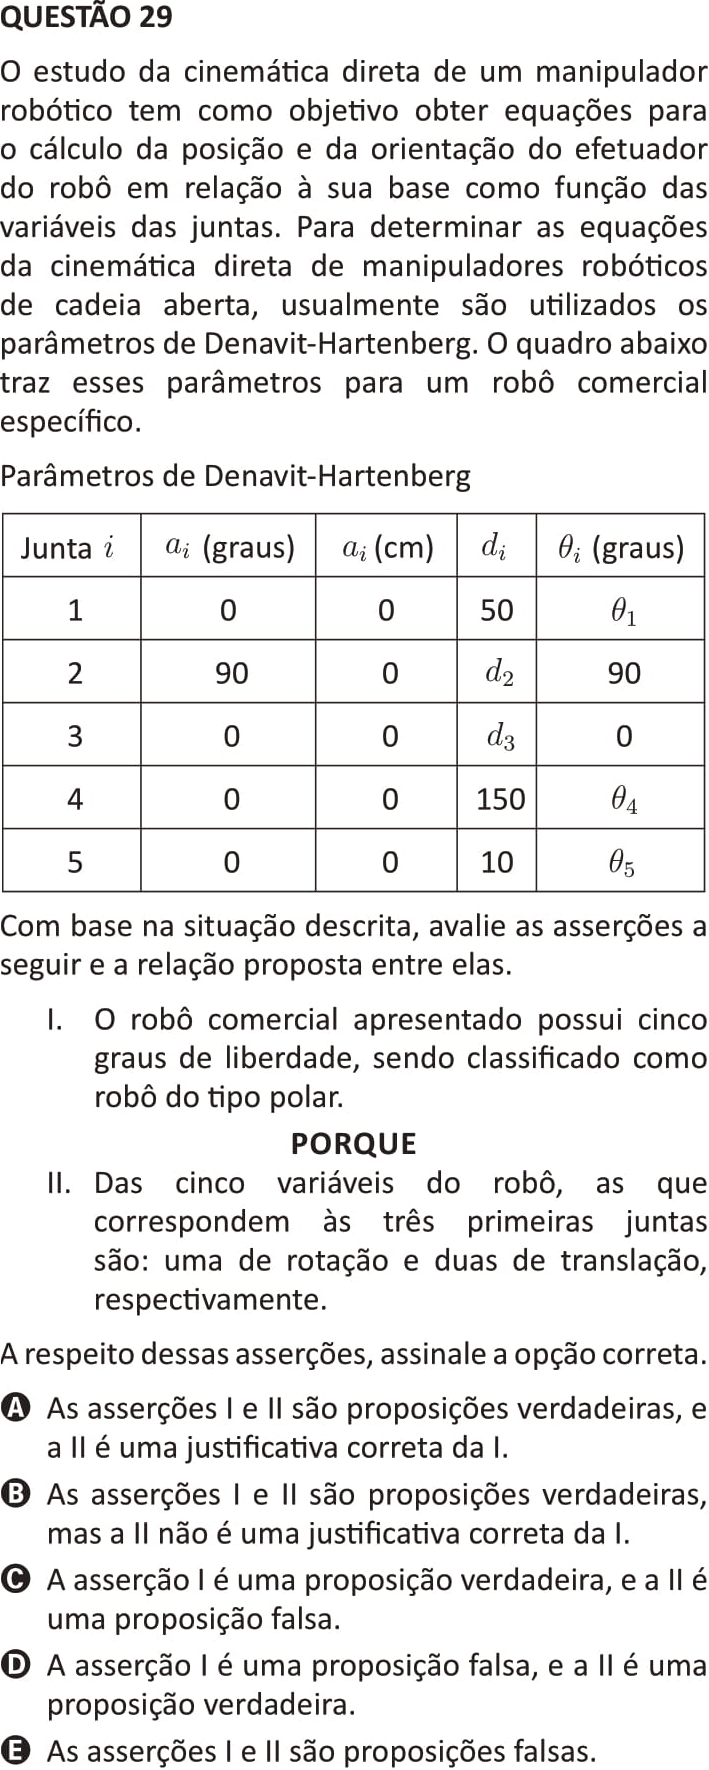 QUESTÃO 29
O estudo da cinemática direta de um manipulador
robótico tem como objetivo obter equações para
o cálculo da posição e da orientação do efetuador
do robô em relação à sua base como função das
variáveis das juntas. Para determinar as equações
da cinemática direta de manipuladores robóticos
de cadeia aberta, usualmente são utilizados os
parâmetros de Denavit-Hartenberg. O quadro abaixo
traz esses parâmetros para um robô comercial
específico.
Parâmetros de Denavit-Hartenberg
Junta i a_i (graus) a_i (cm) d_i θ_i (graus)
1 0 0 50 θ_1
2 90 0 d_2 90
3 0 0 d_3 0
4 0 0 150 θ_4
5 0 0 10 θ_5
Com base na situação descrita, avalie as asserções a
seguir e a relação proposta entre elas.
I. O robô comercial apresentado possui cinco
graus de liberdade, sendo classificado como
robô do tipo polar.
PORQUE
II. Das cinco variáveis do robô, as que
correspondem às três primeiras juntas
são: uma de rotação e duas de translação,
respectivamente.
A respeito dessas asserções, assinale a opção correta.
A As asserções I e II são proposições verdadeiras, e
a II é uma justificativa correta da I.
B As asserções I e II são proposições verdadeiras,
mas a II não é uma justificativa correta da I.
C A asserção I é uma proposição verdadeira, e a II é
uma proposição falsa.
D A asserção I é uma proposição falsa, e a II é uma
proposição verdadeira.
E As asserções I e II são proposições falsas.